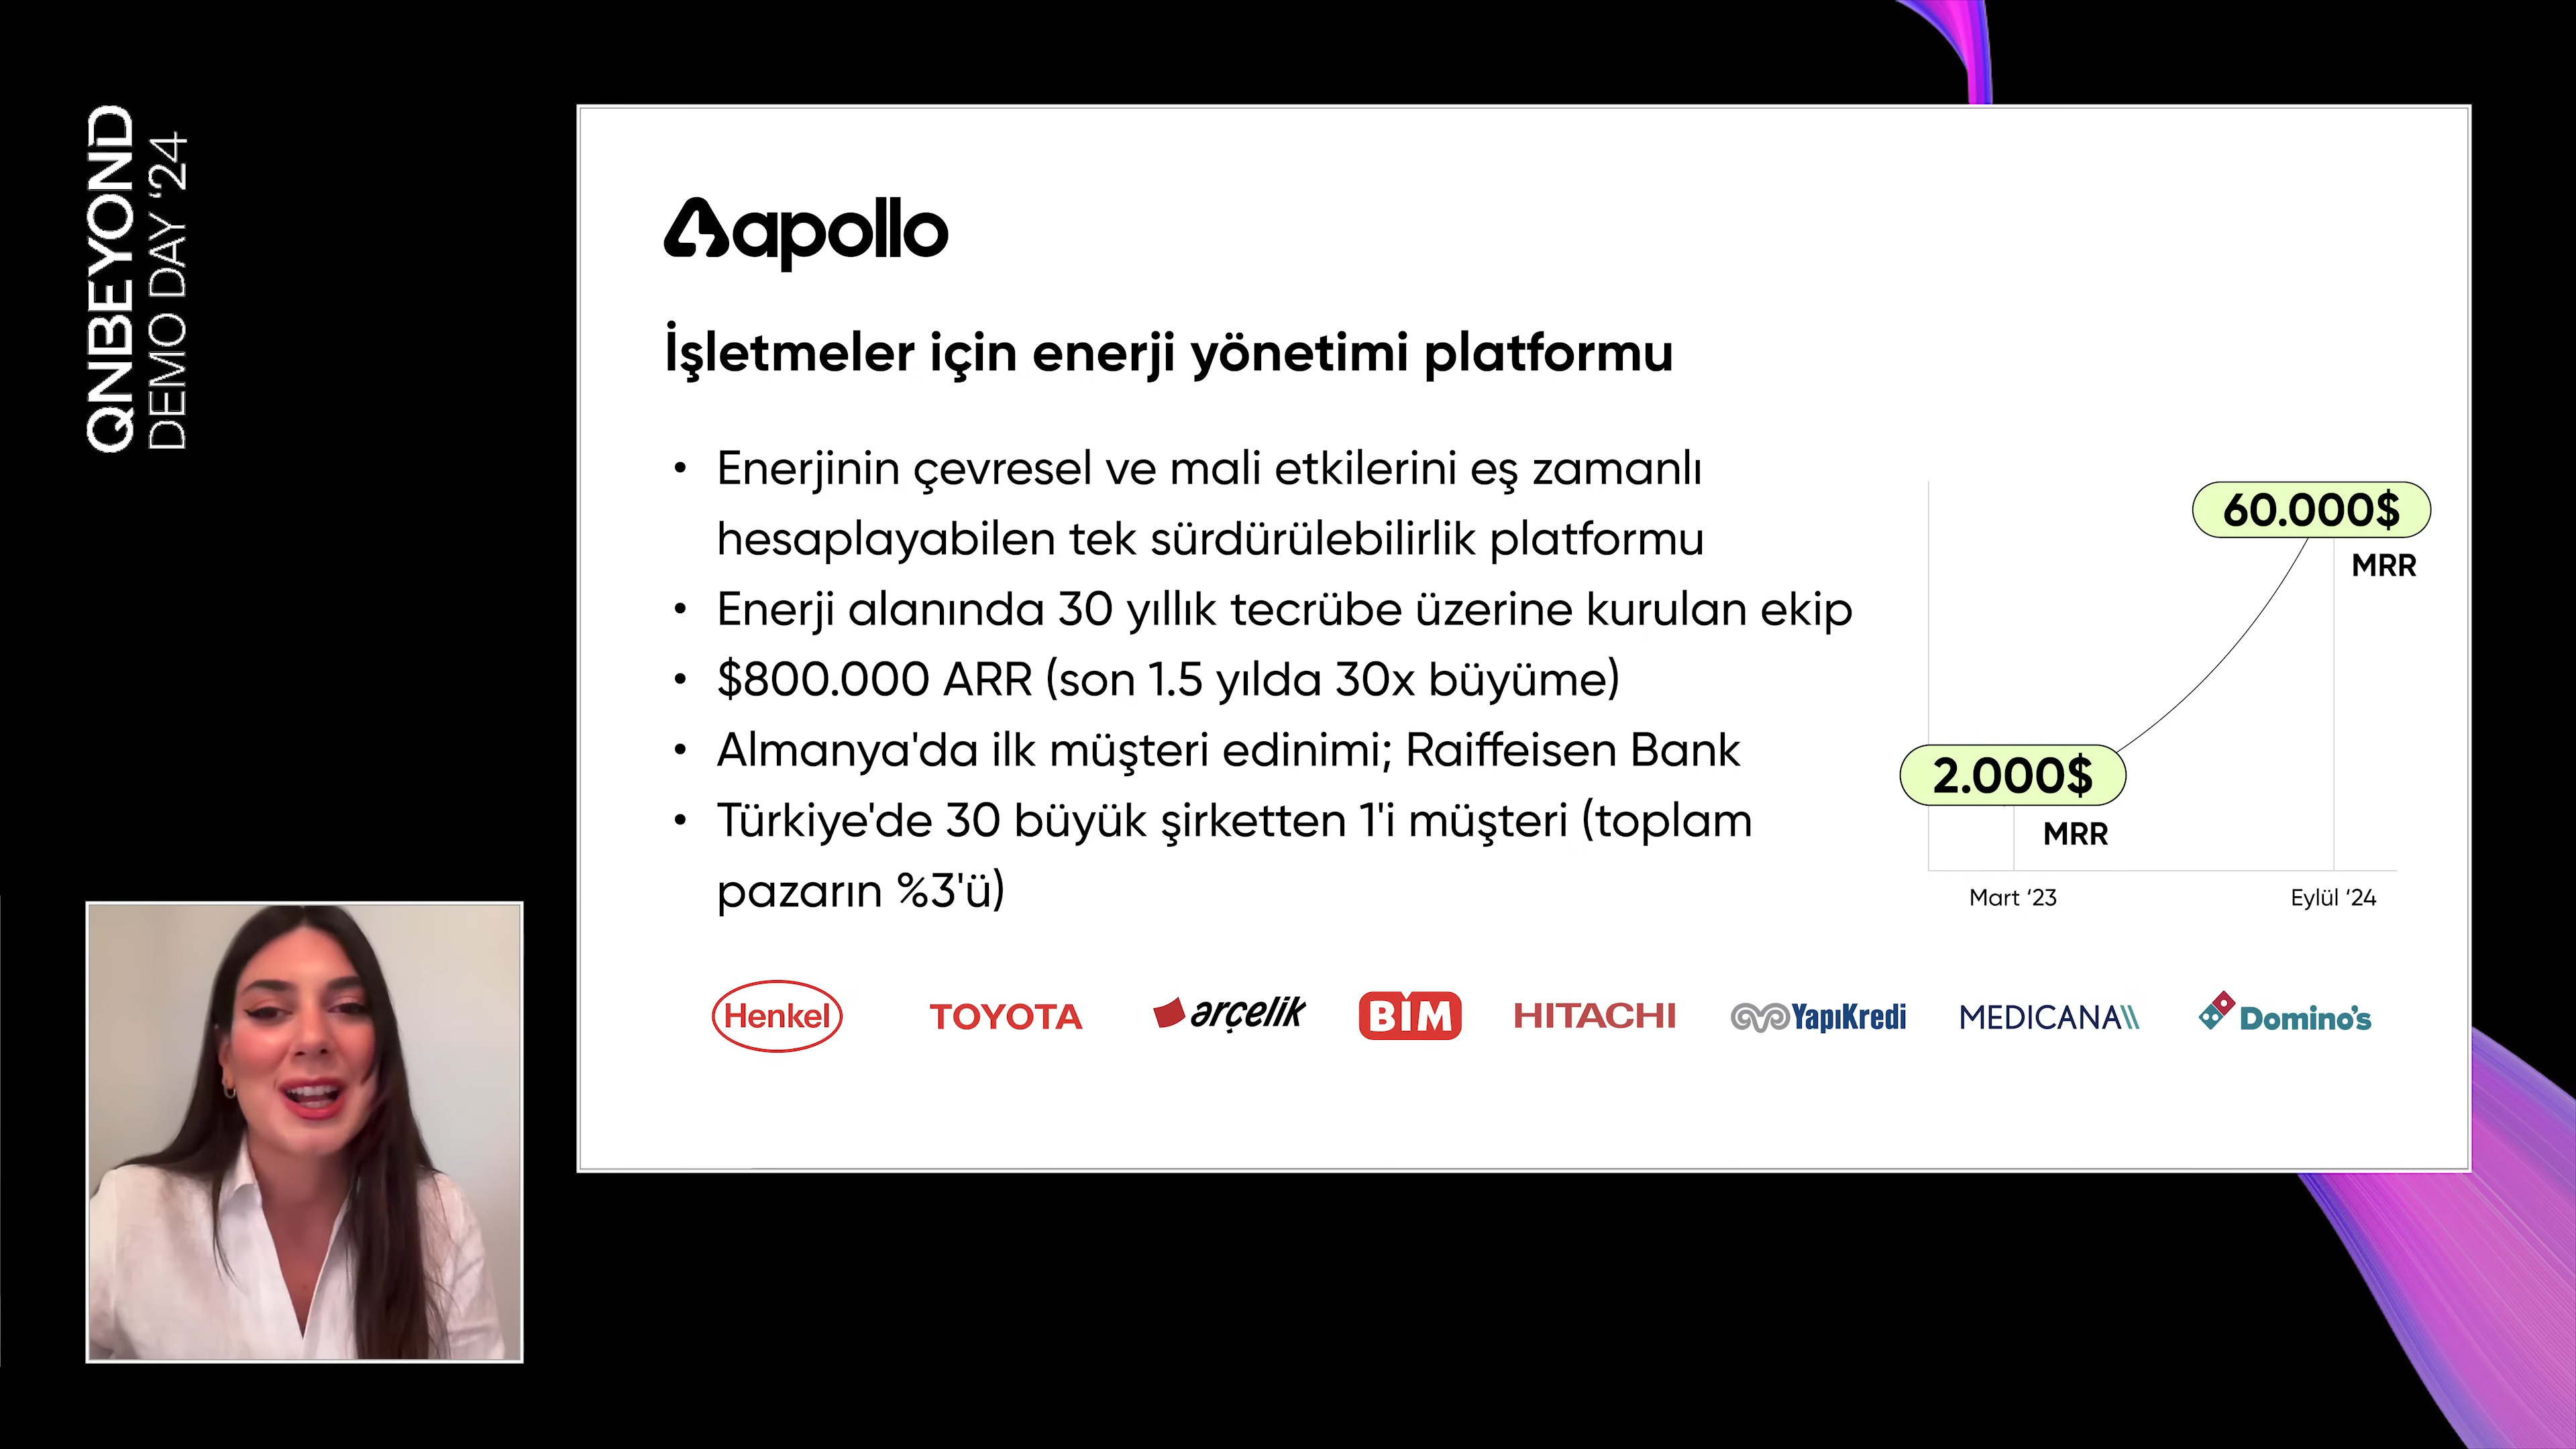 QNBEYOND
DEMO DAY ‘24
apollo
İşletmeler için enerji yönetimi platformu
• Enerjinin çevresel ve mali etkilerini eş zamanlı
hesaplayabilen tek sürdürülebilirlik platformu
• Enerji alanında 30 yıllık tecrübe üzerine kurulan ekip
• $800.000 ARR (son 1.5 yılda 30x büyüme)
• Almanya'da ilk müşteri edinimi; Raiffeisen Bank
• Türkiye'de 30 büyük şirketten 1'i müşteri (toplam
pazarın %3'ü)
60.000$
MRR
2.000$
MRR
Mart ‘23
Eylül ‘24
Henkel
TOYOTA
arçelik
BİM
HITACHI
YapıKredi
MEDICANA
Domino's